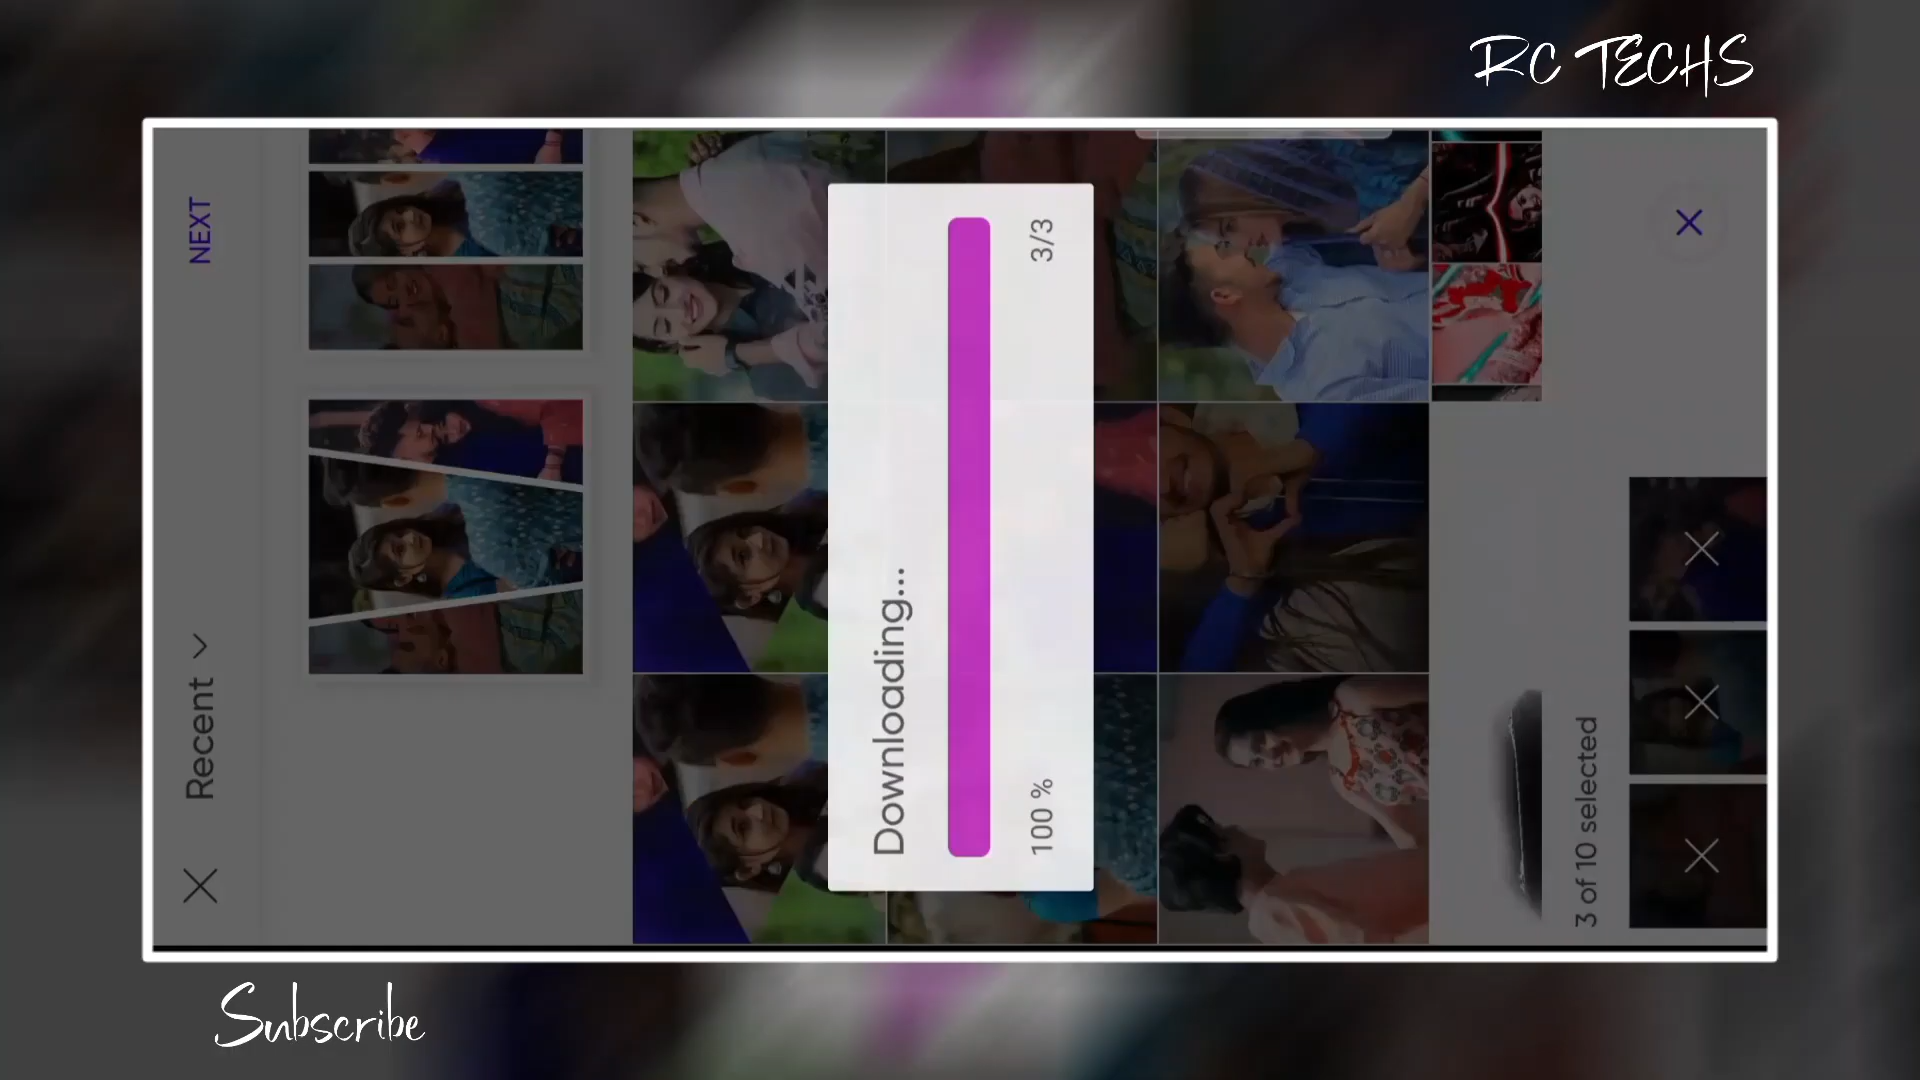 RC TECHS
Recent
NEXT
Downloading...
100 %
3/3
3 of 10 selected
Subscribe